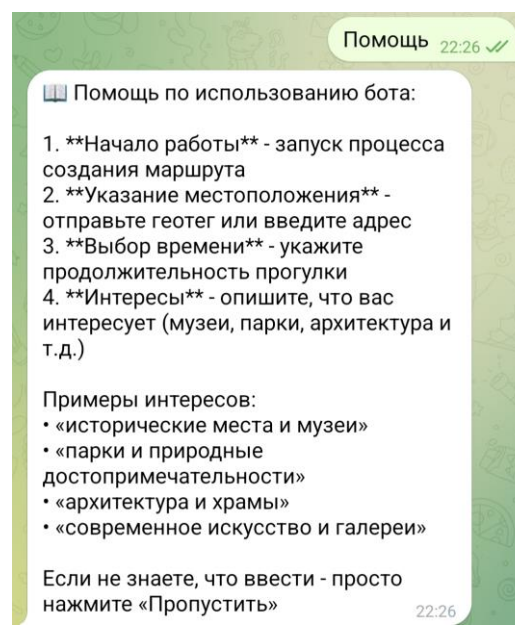 Помощь 22:26
📖 Помощь по использованию бота:
1. **Начало работы** - запуск процесса
создания маршрута
2. **Указание местоположения** -
отправьте геотег или введите адрес
3. **Выбор времени** - укажите
продолжительность прогулки
4. **Интересы** - опишите, что вас
интересует (музеи, парки, архитектура и
т.д.)
Примеры интересов:
• «исторические места и музеи»
• «парки и природные
достопримечательности»
• «архитектура и храмы»
• «современное искусство и галереи»
Если не знаете, что ввести - просто
нажмите «Пропустить»
22:26